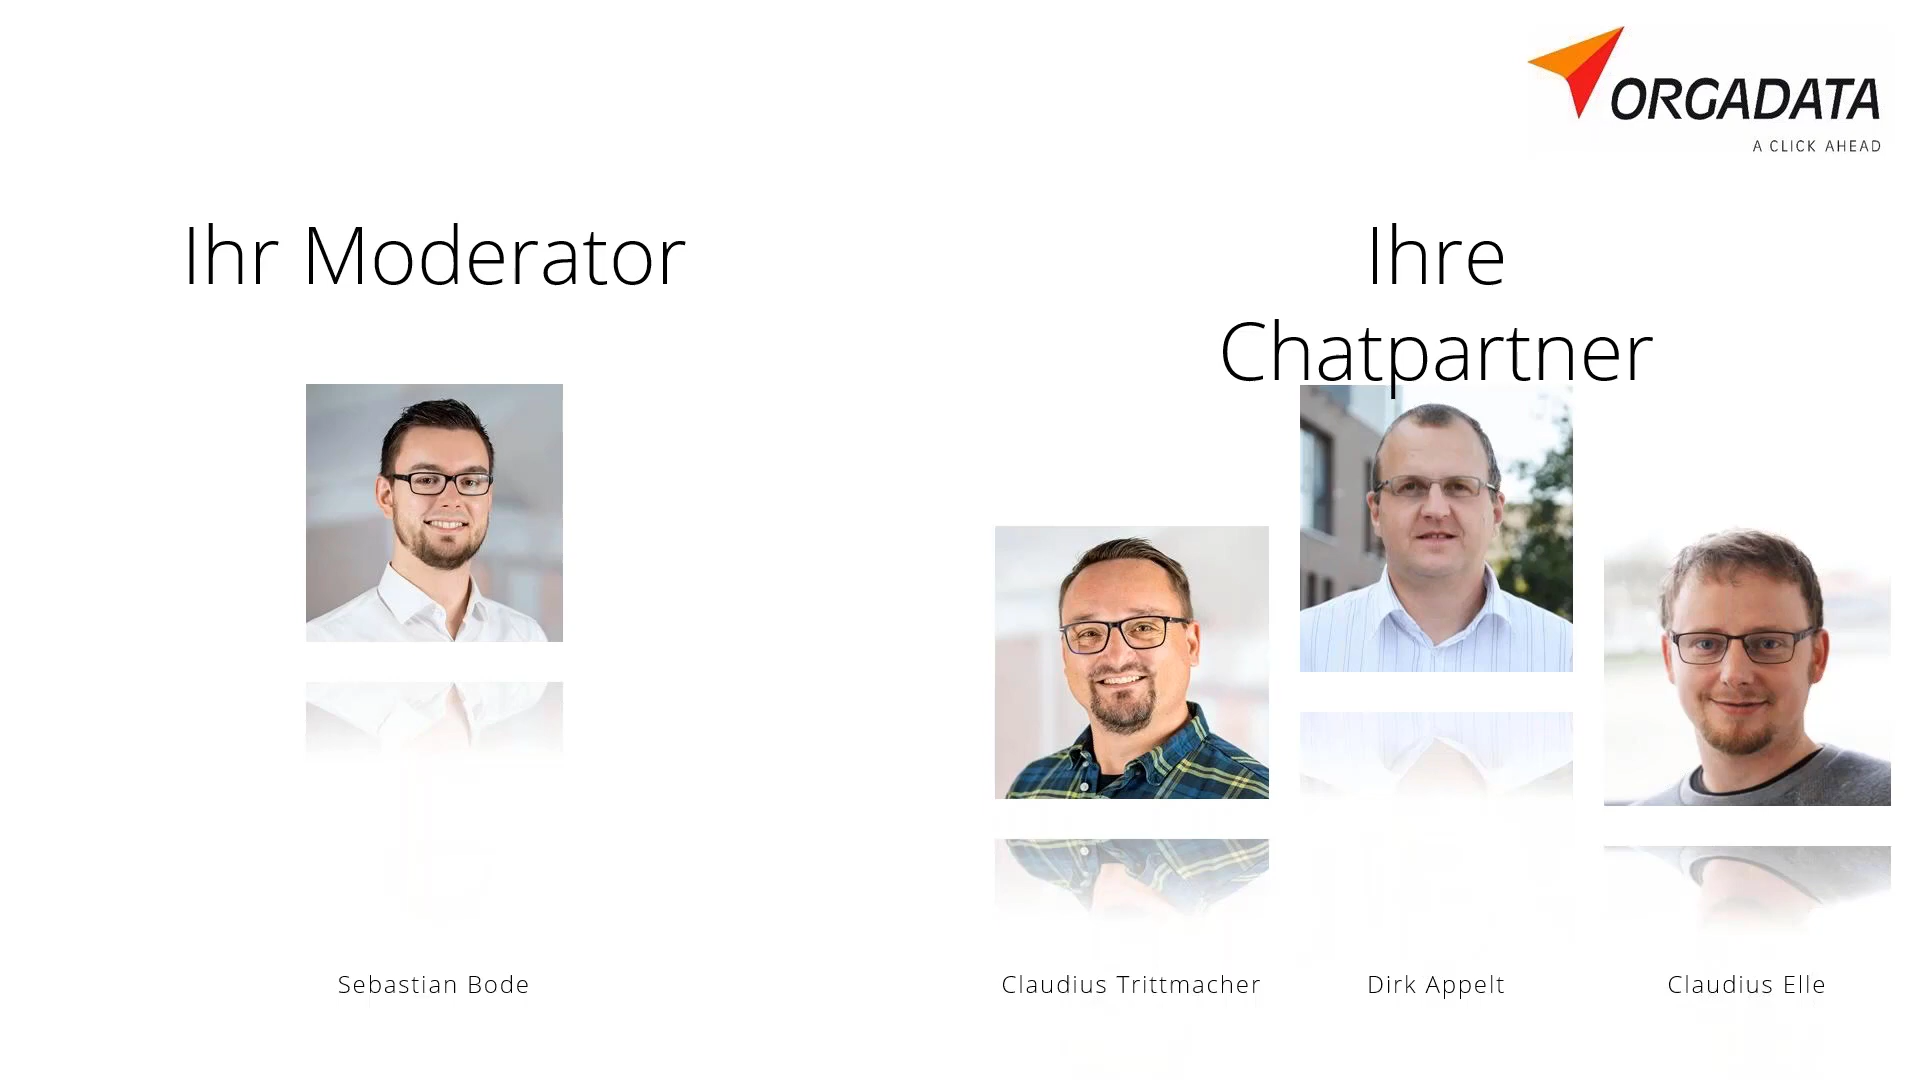 ORGADATA
A CLICK AHEAD
Ihr Moderator
Ihre
Chatpartner
Sebastian Bode
Claudius Trittmacher
Dirk Appelt
Claudius Elle